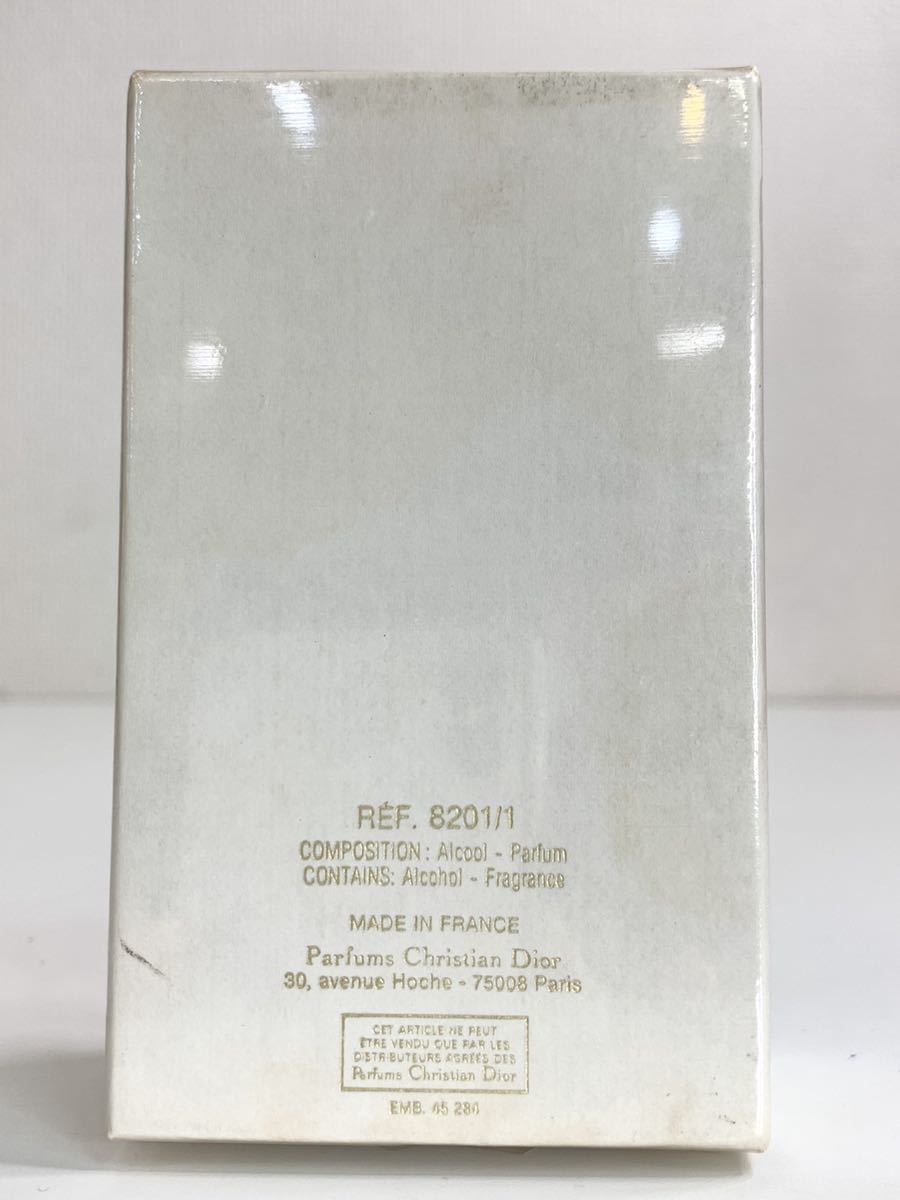 RÉF. 8201/1
COMPOSITION : Alcool - Parfum
CONTAINS: Alcohol - Fragrance
MADE IN FRANCE
Parfums Christian Dior
30, avenue Hoche - 75008 Paris
CET ARTICLE NE PEUT
ÊTRE VENDU QUE PAR LES
DISTRIBUTEURS AGRÉÉS DES
Parfums Christian Dior
EMB. 45 284